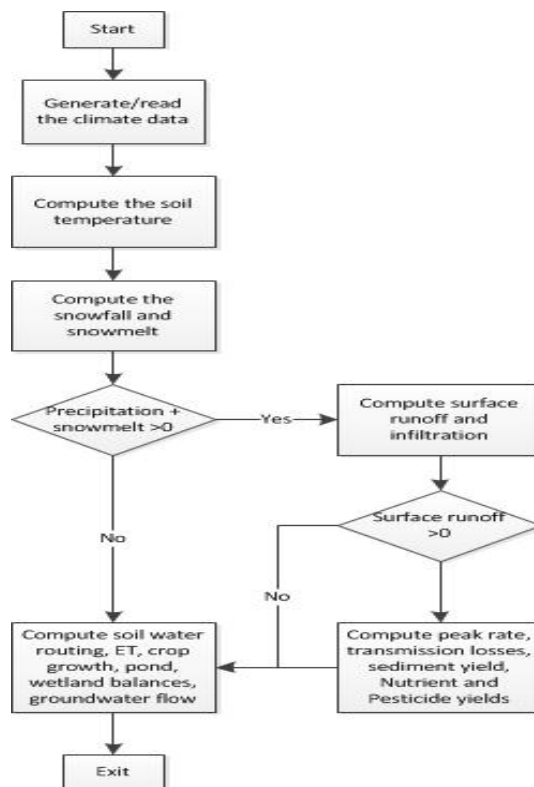 Start
Generate/read
the climate data
Compute the soil
temperature
Compute the
snowfall and
snowmelt
Precipitation +
snowmelt >0
Yes
Compute surface
runoff and
infiltration
Surface runoff
>0
No
No
Compute soil water
routing, ET, crop
growth, pond,
wetland balances,
groundwater flow
Compute peak rate,
transmission losses,
sediment yield,
Nutrient and
Pesticide yields
Exit